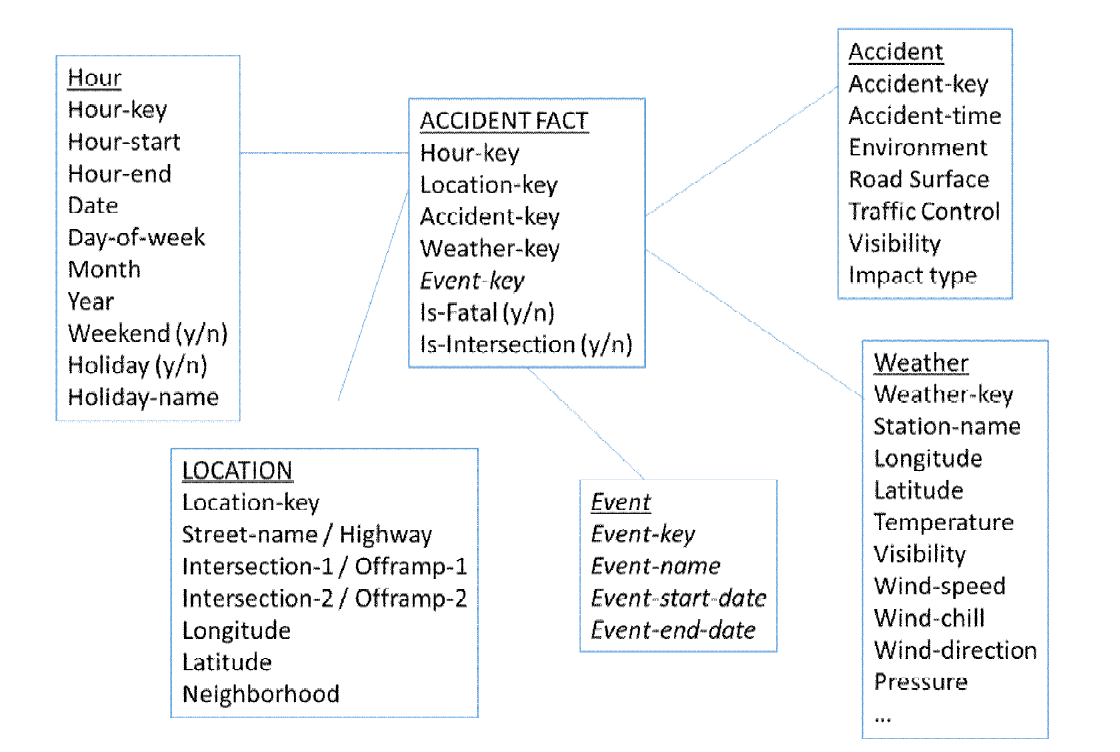 Hour
Hour-key
Hour-start
Hour-end
Date
Day-of-week
Month
Year
Weekend (y/n)
Holiday (y/n)
Holiday-name
ACCIDENT FACT
Hour-key
Location-key
Accident-key
Weather-key
Event-key
Is-Fatal (y/n)
Is-Intersection (y/n)
Accident
Accident-key
Accident-time
Environment
Road Surface
Traffic Control
Visibility
Impact type
LOCATION
Location-key
Street-name / Highway
Intersection-1 / Offramp-1
Intersection-2 / Offramp-2
Longitude
Latitude
Neighborhood
Event
Event-key
Event-name
Event-start-date
Event-end-date
Weather
Weather-key
Station-name
Longitude
Latitude
Temperature
Visibility
Wind-speed
Wind-chill
Wind-direction
Pressure
...